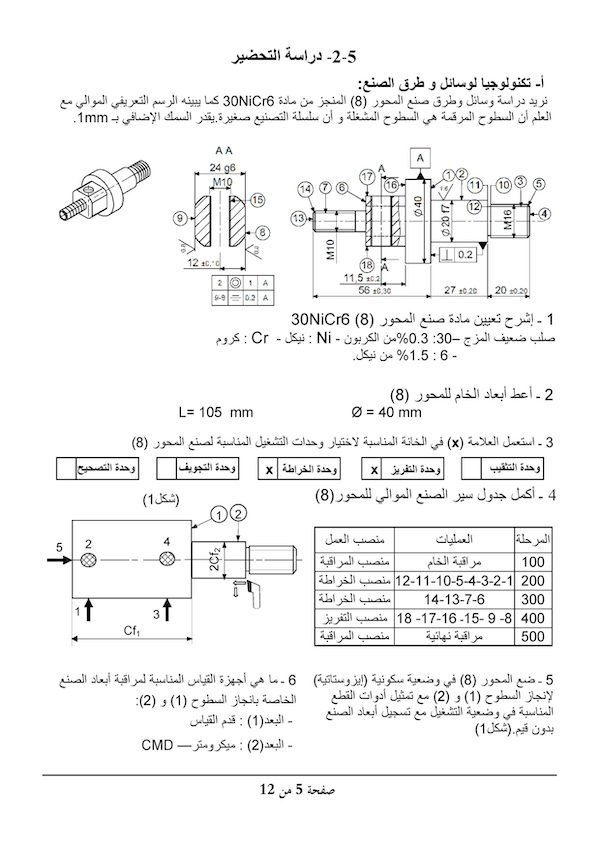 5-2- دراسة التحضير
أ- تكنولوجيا لوسائل و طرق الصنع:
نريد دراسة وسائل وطرق صنع المحور (8) المنجز من مادة 30NiCr6 كما يبينه الرسم التعريفي الموالي مع
العلم أن السطوح المرقمة هي السطوح المشغلة و أن سلسلة التصنيع صغيرة.يقدر السمك الإضافي بـ 1mm.
A A
24 g6
M10
15
9
8
12 ±0,10
2 ◎ 1 A
9-8 ⌯ 0.2 A
17
6
7
14
13
M10
16
A
1
2
11
10
3
5
12
4
Ø40
Ø20 f7
M16
A
18
A
11,5 ±0.2
⊥ 0.2
56 ±0,30
27 ±0,20
20 ±0,20
1 - إشرح تعيين مادة صنع المحور (8) 30NiCr6
صلب ضعيف المزج –30: 0.3%من الكربون - Ni : نيكل - Cr : كروم
- 6 : 1.5% من نيكل.
2 - أعط أبعاد الخام للمحور (8)
L= 105 mm Ø = 40 mm
3 - استعمل العلامة (x) في الخانة المناسبة لاختيار وحدات التشغيل المناسبة لصنع المحور (8)
وحدة التثقيب
وحدة التفريز x
وحدة الخراطة x
وحدة التجويف
وحدة التصحيح
4 - أكمل جدول سير الصنع الموالي للمحور(8)
المرحلة العمليات منصب العمل
100 مراقبة الخام منصب المراقبة
200 12-11-10-5-4-3-2-1 منصب الخراطة
300 14-13-7-6 منصب الخراطة
400 8- 9 -15- 16-17- 18 منصب التفريز
500 مراقبة نهائية منصب المراقبة
(شكل1)
1
2
5
2
4
2Cf2
1
3
Cf1
5 - ضع المحور (8) في وضعية سكونية (إيزوستاتية)
لإنجاز السطوح (1) و (2) مع تمثيل أدوات القطع
المناسبة في وضعية التشغيل مع تسجيل أبعاد الصنع
بدون قيم.(شكل1)
6 - ما هي أجهزة القياس المناسبة لمراقبة أبعاد الصنع
الخاصة بانجاز السطوح (1) و (2):
- البعد(1) : قدم القياس
- البعد(2) : ميكرومتر— CMD
صفحة 5 من 12